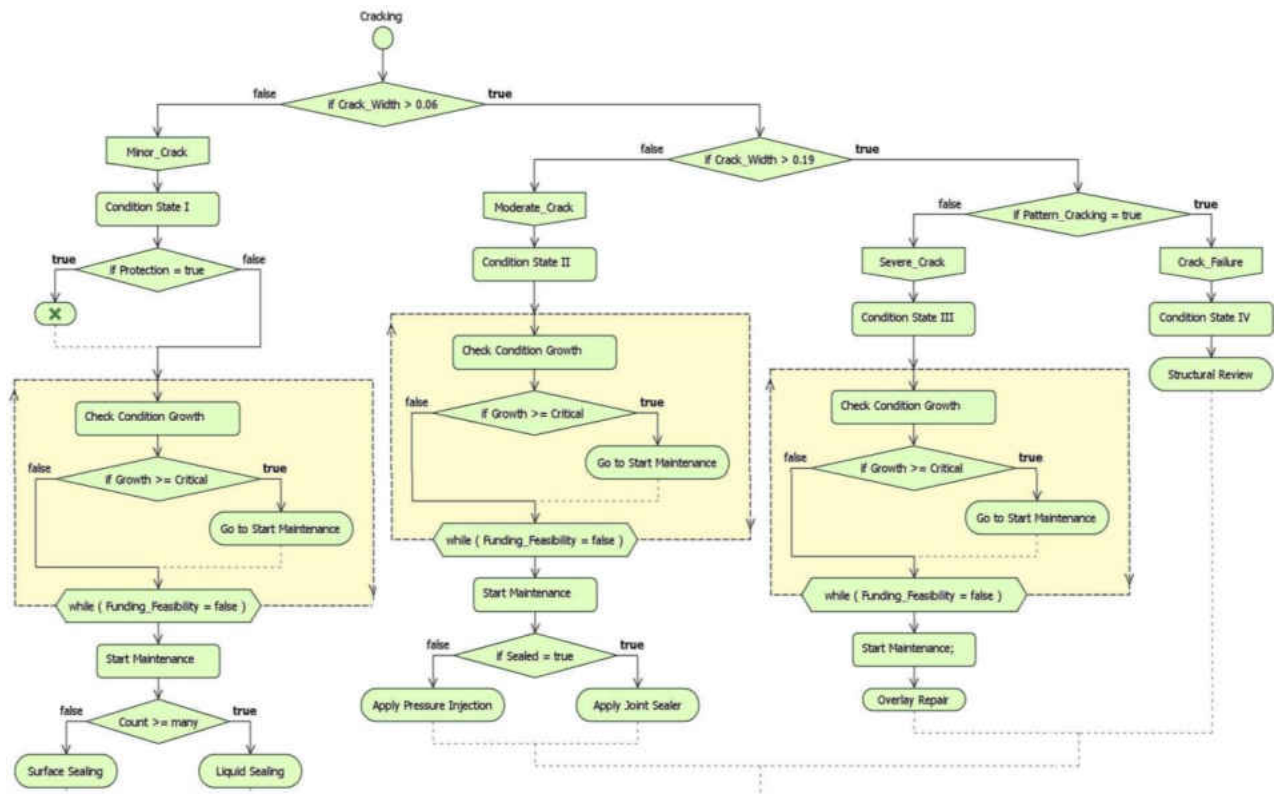 Cracking
false
true
if Crack_Width > 0.06
Minor_Crack
false
true
if Crack_Width > 0.19
Condition State I
Moderate_Crack
false
true
if Pattern_Cracking = true
true
false
if Protection = true
Condition State II
Severe_Crack
Crack_Failure
Condition State III
Condition State IV
Check Condition Growth
Structural Review
Check Condition Growth
false
true
if Growth >= Critical
Check Condition Growth
false
true
if Growth >= Critical
Go to Start Maintenance
false
true
if Growth >= Critical
Go to Start Maintenance
Go to Start Maintenance
while ( Funding_Feasibility = false )
while ( Funding_Feasibility = false )
while ( Funding_Feasibility = false )
Start Maintenance
Start Maintenance
Start Maintenance;
false
true
if Sealed = true
Apply Pressure Injection
Apply Joint Sealer
Overlay Repair
false
true
Count >= many
Surface Sealing
Liquid Sealing